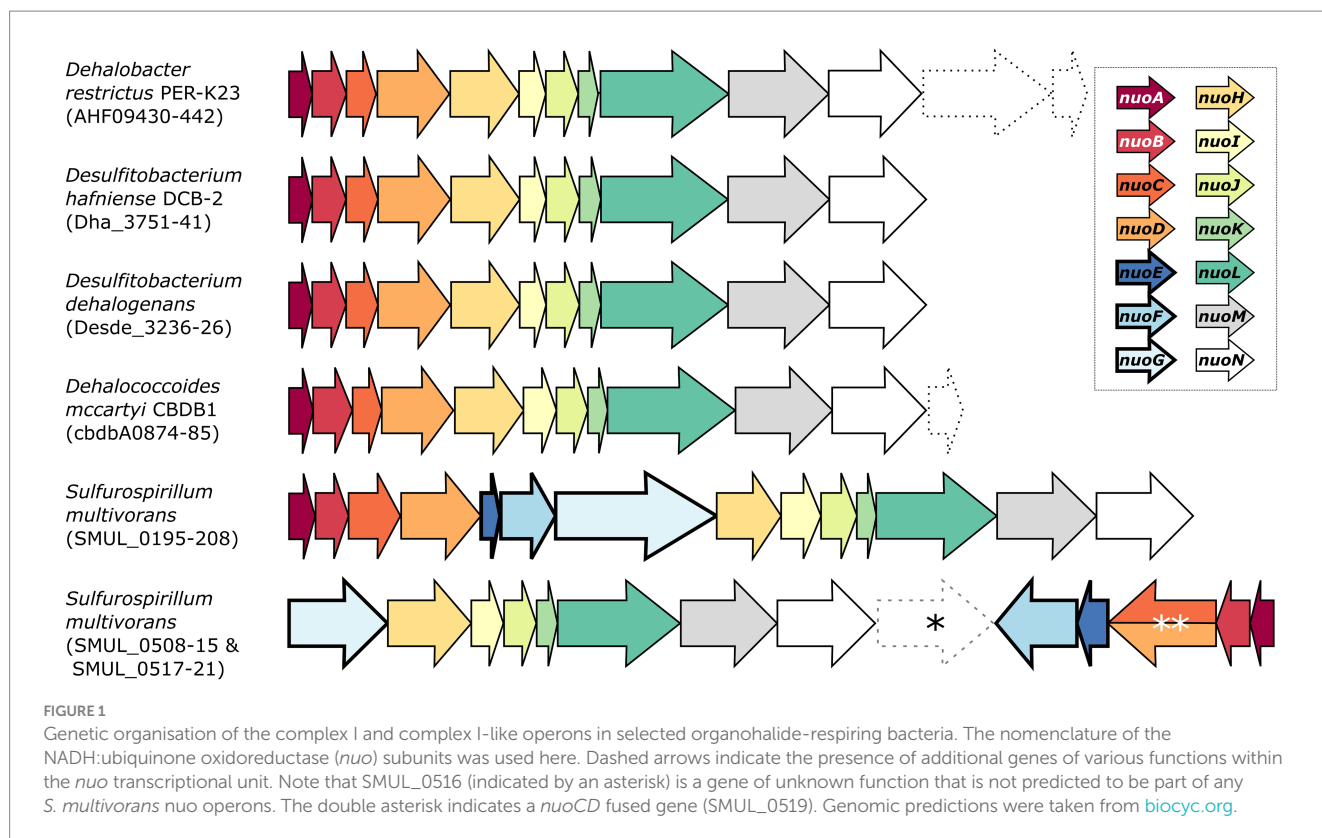 Dehalobacter
restrictus PER-K23
(AHF09430-442)
Desulfitobacterium
hafniense DCB-2
(Dha_3751-41)
Desulfitobacterium
dehalogenans
(Desde_3236-26)
Dehalococcoides
mccartyi CBDB1
(cbdbA0874-85)
Sulfurospirillum
multivorans
(SMUL_0195-208)
Sulfurospirillum
multivorans
(SMUL_0508-15 &
SMUL_0517-21)
*
**
nuoA
nuoB
nuoC
nuoD
nuoE
nuoF
nuoG
nuoH
nuoI
nuoJ
nuoK
nuoL
nuoM
nuoN
FIGURE 1
Genetic organisation of the complex I and complex I-like operons in selected organohalide-respiring bacteria. The nomenclature of the
NADH:ubiquinone oxidoreductase (nuo) subunits was used here. Dashed arrows indicate the presence of additional genes of various functions within
the nuo transcriptional unit. Note that SMUL_0516 (indicated by an asterisk) is a gene of unknown function that is not predicted to be part of any
S. multivorans nuo operons. The double asterisk indicates a nuoCD fused gene (SMUL_0519). Genomic predictions were taken from biocyc.org.